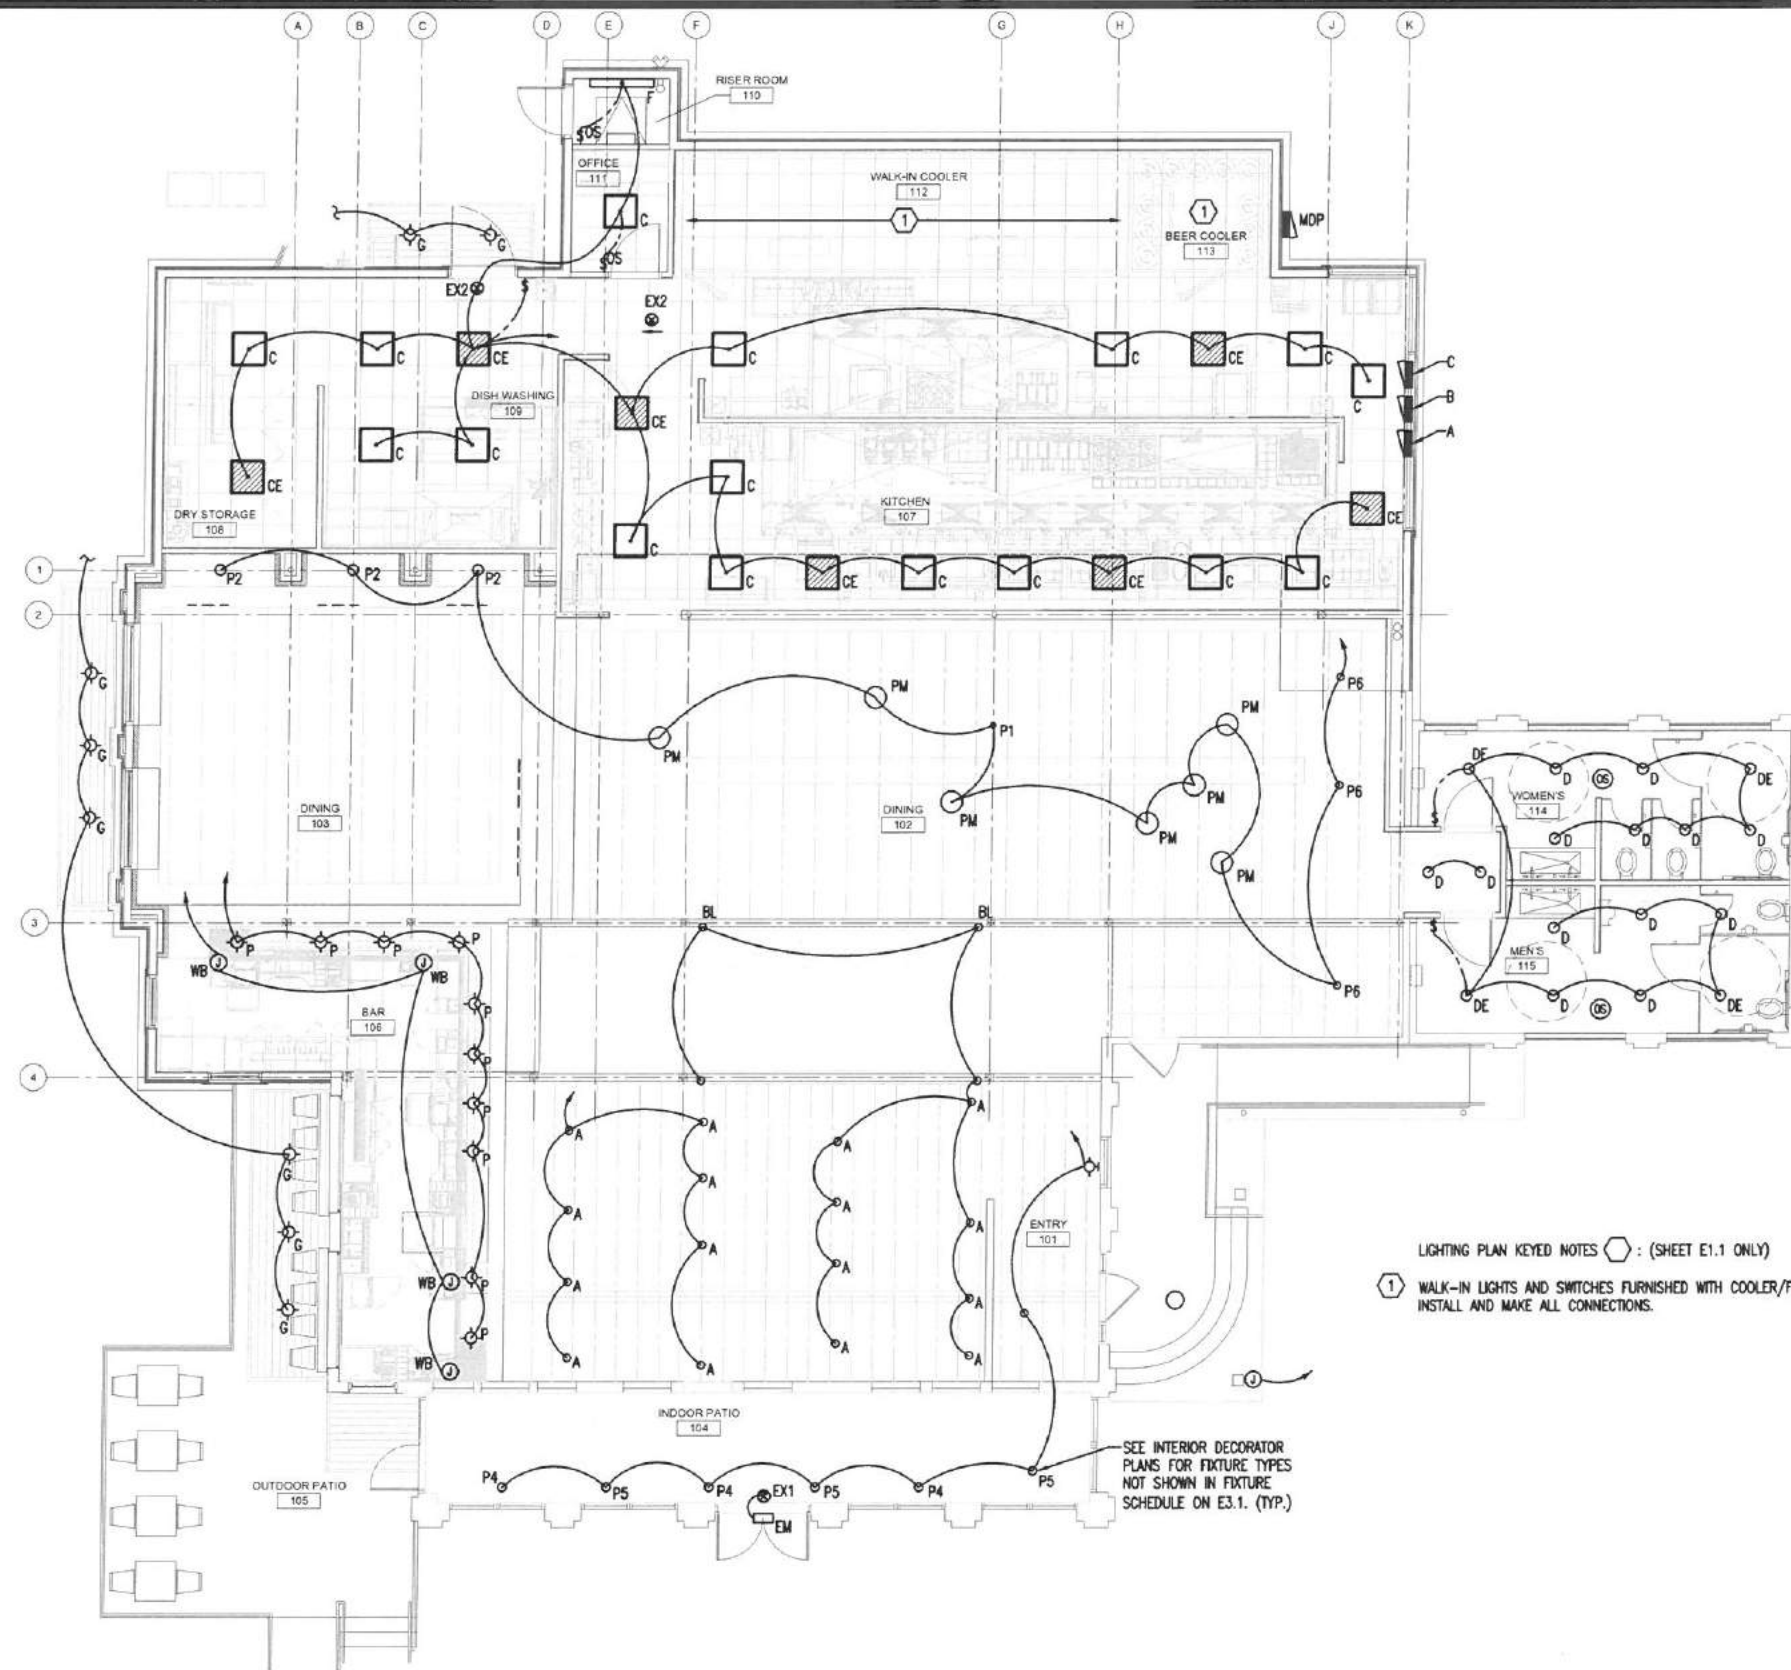 A B C D E F G H J K
RISER ROOM
110
F
$OS
OFFICE
111
WALK-IN COOLER
112
1
1
MDP
BEER COOLER
113
C
G G
$OS
EX2 $
EX2
C C CE C C CE C
C
C
B
A
DISH WASHING
109
CE
C C
CE
C
KITCHEN
107
CE
DRY STORAGE
108
C
1
P2 P2 P2
C CE C C CE C C
2
G
P6
PM
PM
PM
P1
G
DE D OS D DE
PM
P6
WOMEN'S
114
DINING
103
DINING
102
PM
PM
G
$
D D D D
PM
D D
3
BL BL
P P P P
$
D D D
WB WB
MEN'S
115
P6
DE D OS D DE
BAR
106
P
P
4
P
A
A
A
A
P
G
A
A
A
A
ENTRY
101
G
A
A
A
A
LIGHTING PLAN KEYED NOTES : (SHEET E1.1 ONLY)
WB J P
1 WALK-IN LIGHTS AND SWITCHES FURNISHED WITH COOLER/F
INSTALL AND MAKE ALL CONNECTIONS.
G
P
A
A
A
A
WB J
J
INDOOR PATIO
104
SEE INTERIOR DECORATOR
PLANS FOR FIXTURE TYPES
NOT SHOWN IN FIXTURE
SCHEDULE ON E3.1. (TYP.)
P4 P5 P4 P5 P4 P5
OUTDOOR PATIO
105
EX1
EM